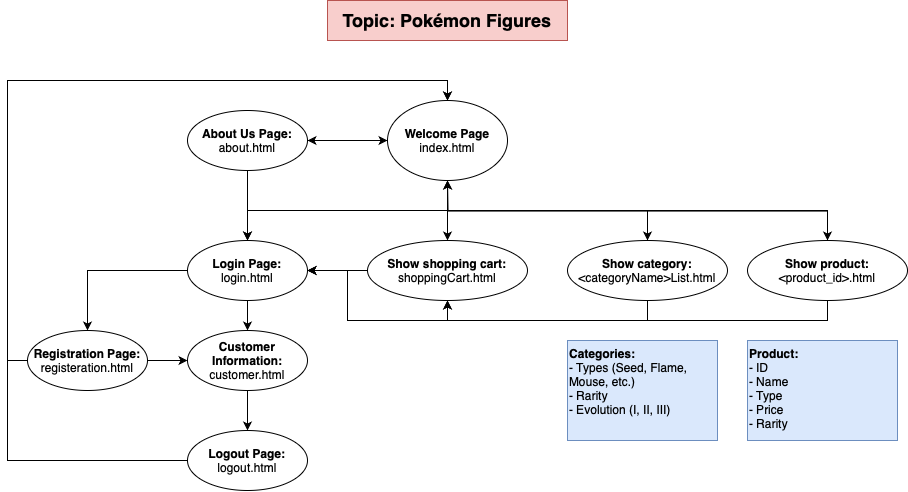 Topic: Pokémon Figures
About Us Page:
about.html
Welcome Page
index.html
Login Page:
login.html
Show shopping cart:
shoppingCart.html
Show category:
<categoryName>List.html
Show product:
<product_id>.html
Registration Page:
registeration.html
Customer
Information:
customer.html
Categories:
- Types (Seed, Flame,
Mouse, etc.)
- Rarity
- Evolution (I, II, III)
Product:
- ID
- Name
- Type
- Price
- Rarity
Logout Page:
logout.html